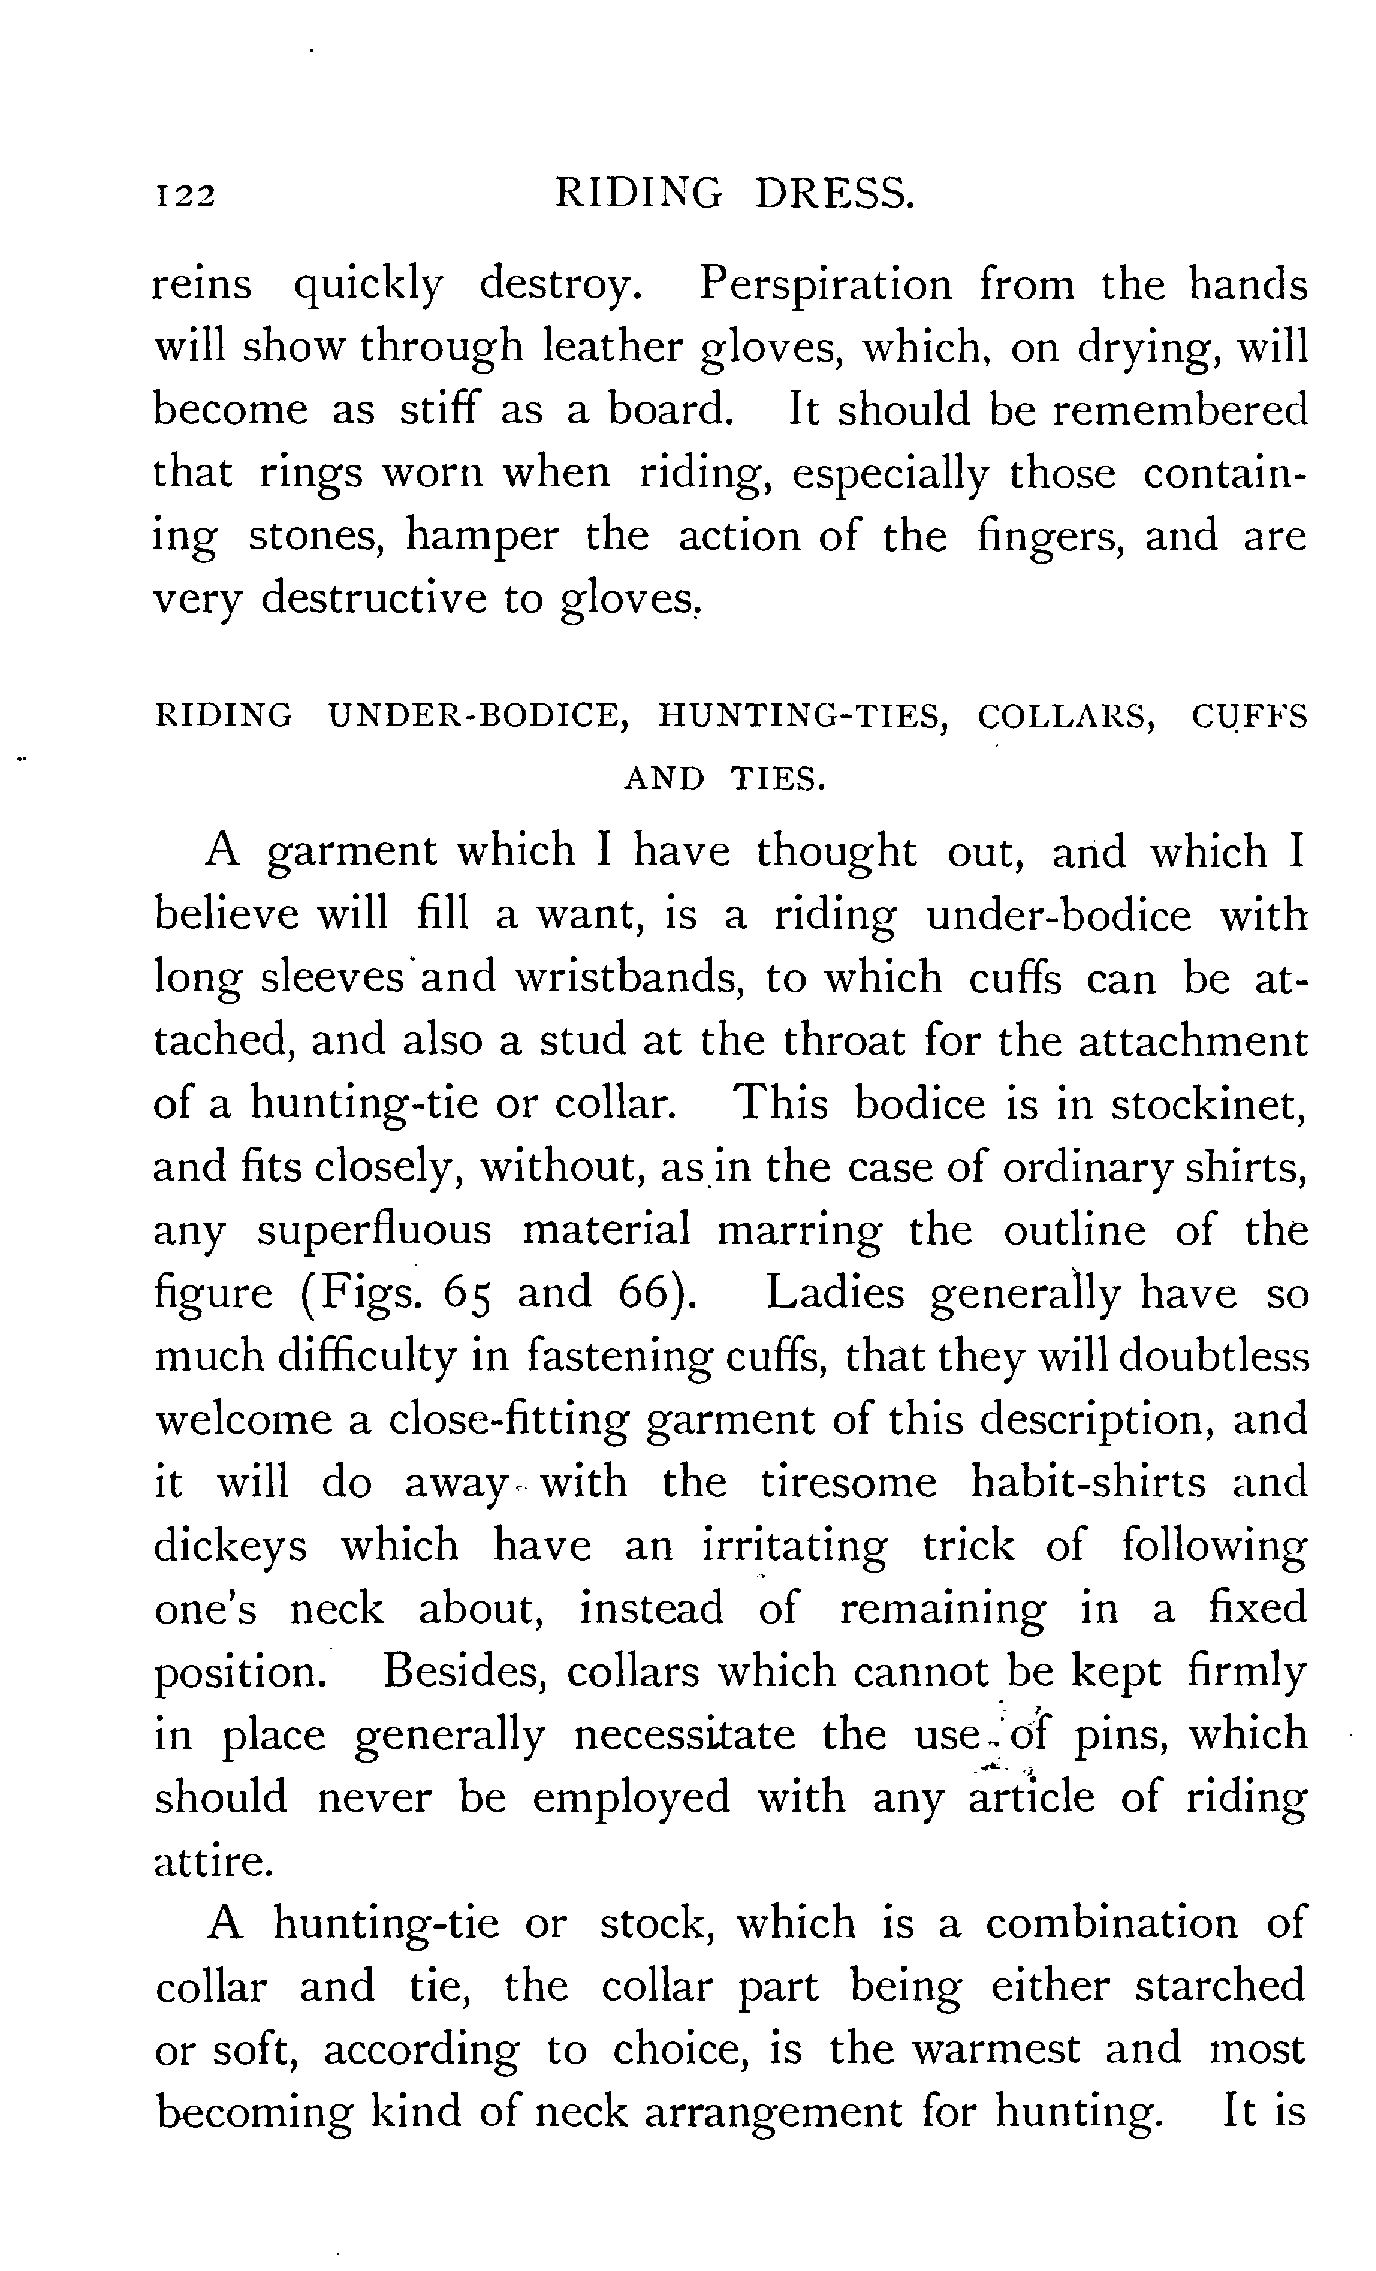 122 RIDING DRESS.
reins quickly destroy. Perspiration from the hands
will show through leather gloves, which, on drying, will
become as stiff as a board. It should be remembered
that rings worn when riding, especially those contain-
ing stones, hamper the action of the fingers, and are
very destructive to gloves.
RIDING UNDER-BODICE, HUNTING-TIES, COLLARS, CUFFS
AND TIES.
A garment which I have thought out, and which I
believe will fill a want, is a riding under-bodice with
long sleeves and wristbands, to which cuffs can be at-
tached, and also a stud at the throat for the attachment
of a hunting-tie or collar. This bodice is in stockinet,
and fits closely, without, as in the case of ordinary shirts,
any superfluous material marring the outline of the
figure (Figs. 65 and 66). Ladies generally have so
much difficulty in fastening cuffs, that they will doubtless
welcome a close-fitting garment of this description, and
it will do away with the tiresome habit-shirts and
dickeys which have an irritating trick of following
one's neck about, instead of remaining in a fixed
position. Besides, collars which cannot be kept firmly
in place generally necessitate the use of pins, which
should never be employed with any article of riding
attire.
A hunting-tie or stock, which is a combination of
collar and tie, the collar part being either starched
or soft, according to choice, is the warmest and most
becoming kind of neck arrangement for hunting. It is